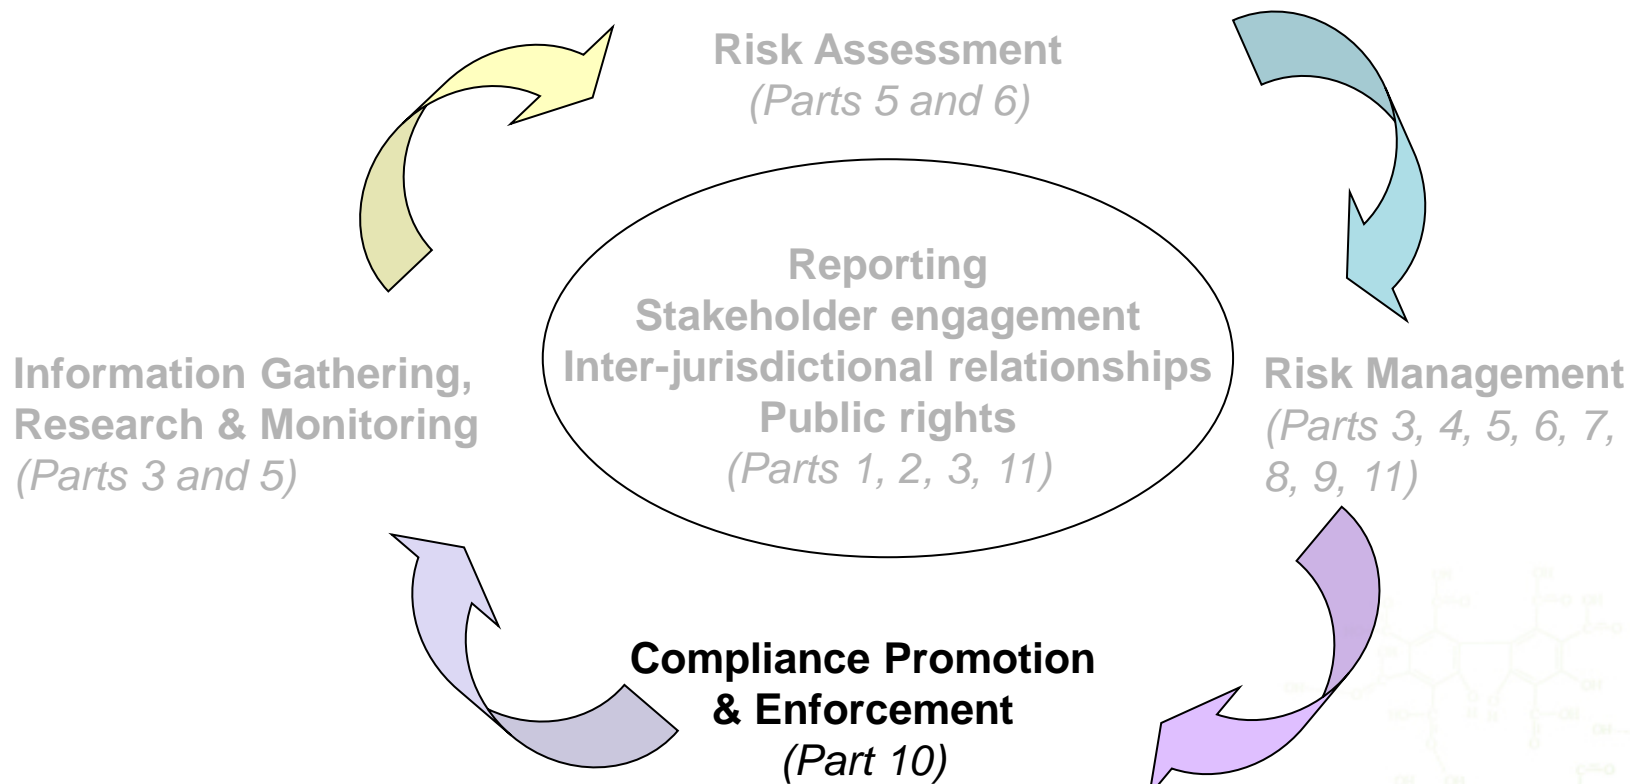 Risk Assessment
(Parts 5 and 6)
Reporting
Stakeholder engagement
Inter-jurisdictional relationships
Public rights
(Parts 1, 2, 3, 11)
Information Gathering,
Research & Monitoring
(Parts 3 and 5)
Risk Management
(Parts 3, 4, 5, 6, 7,
8, 9, 11)
Compliance Promotion
& Enforcement
(Part 10)